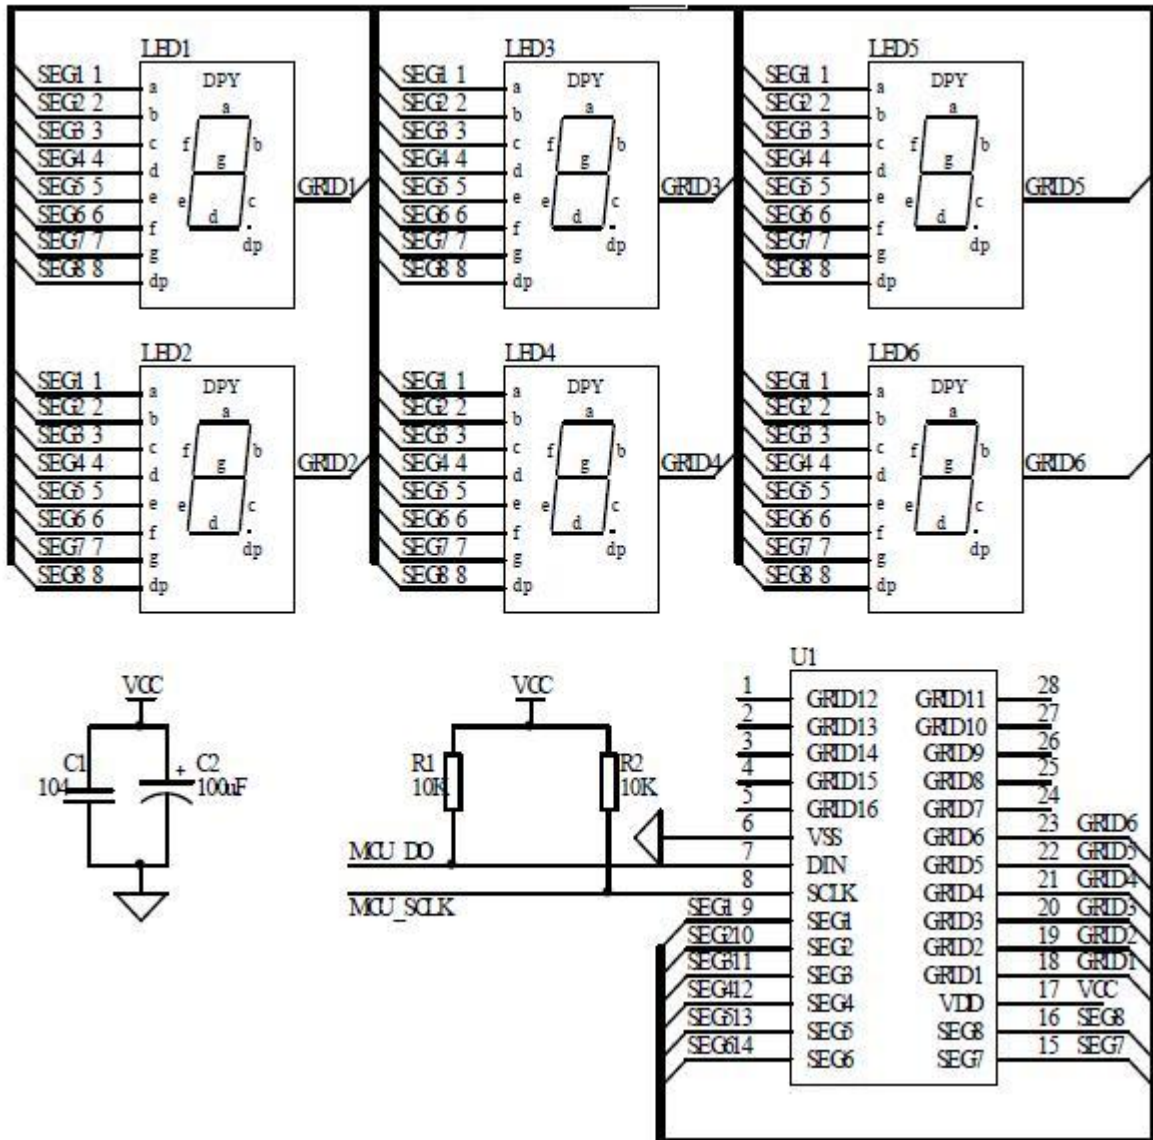 LED1 LED3 LED5
SEG1 1 a DPY SEG1 1 a DPY SEG1 1 a DPY
a a a
SEG2 2 b SEG2 2 b SEG2 2 b
SEG3 3 c f b SEG3 3 c f b SEG3 3 c f b
SEG4 4 d g SEG4 4 d g SEG4 4 d g
SEG5 5 e e c GRID1 SEG5 5 e e c GRID3 SEG5 5 e e c GRID5
SEG6 6 f d SEG6 6 f d SEG6 6 f d
SEG7 7 g dp SEG7 7 g dp SEG7 7 g dp
SEG8 8 dp SEG8 8 dp SEG8 8 dp
LED2 LED4 LED6
SEG1 1 a DPY SEG1 1 a DPY SEG1 1 a DPY
a a a
SEG2 2 b SEG2 2 b SEG2 2 b
SEG3 3 c f b SEG3 3 c f b SEG3 3 c f b
SEG4 4 d g GRID2 SEG4 4 d g GRID4 SEG4 4 d g GRID6
SEG5 5 e e c SEG5 5 e e c SEG5 5 e e c
SEG6 6 f d SEG6 6 f d SEG6 6 f d
SEG7 7 g dp SEG7 7 g dp SEG7 7 g dp
SEG8 8 dp SEG8 8 dp SEG8 8 dp
VCC
C1
104
+ C2
100uF
VCC
R1
10K
R2
10K
MCU_DO
MCU_SCLK
U1
1 GRID12 GRID11 28
2 GRID13 GRID10 27
3 GRID14 GRID9 26
4 GRID15 GRID8 25
5 GRID16 GRID7 24
6 VSS GRID6 23 GRID6
7 DIN GRID5 22 GRID5
8 SCLK GRID4 21 GRID4
SEG1 9 SEG1 GRID3 20 GRID3
SEG2 10 SEG2 GRID2 19 GRID2
SEG3 11 SEG3 GRID1 18 GRID1
SEG4 12 SEG4 VDD 17 VCC
SEG5 13 SEG5 SEG8 16 SEG8
SEG6 14 SEG6 SEG7 15 SEG7